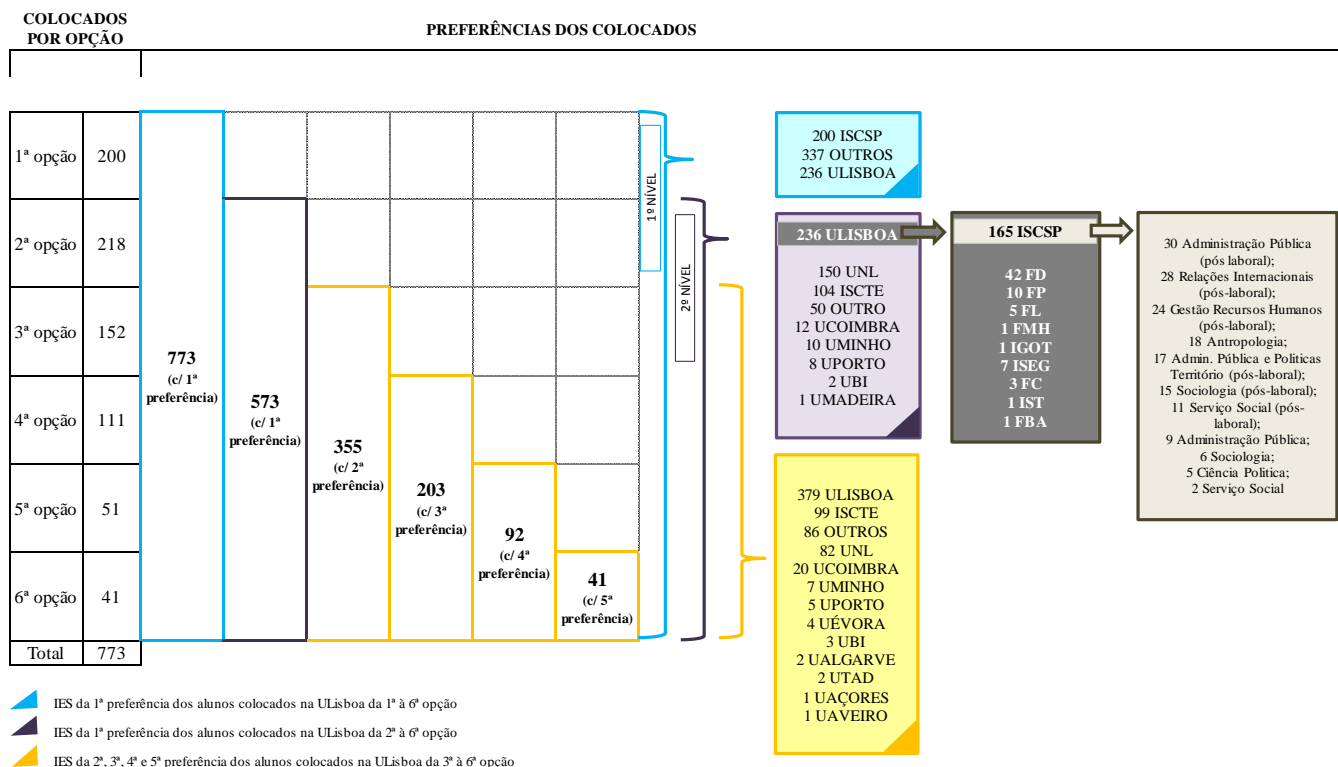 COLOCADOS
POR OPÇÃO
PREFERÊNCIAS DOS COLOCADOS
1ª opção 200
2ª opção 218
3ª opção 152
4ª opção 111
5ª opção 51
6ª opção 41
Total 773
773
(c/ 1ª
preferência)
573
(c/ 1ª
preferência)
355
(c/ 2ª
preferência)
203
(c/ 3ª
preferência)
92
(c/ 4ª
preferência)
41
(c/ 5ª
preferência)
1º NÍVEL
2º NÍVEL
200 ISCSP
337 OUTROS
236 ULISBOA
236 ULISBOA
150 UNL
104 ISCTE
50 OUTRO
12 UCOIMBRA
10 UMINHO
8 UPORTO
2 UBI
1 UMADEIRA
165 ISCSP
42 FD
10 FP
5 FL
1 FMH
1 IGOT
7 ISEG
3 FC
1 IST
1 FBA
30 Administração Pública
(pós laboral);
28 Relações Internacionais
(pós-laboral);
24 Gestão Recursos Humanos
(pós-laboral);
18 Antropologia;
17 Admin. Pública e Politicas
Território (pós-laboral);
15 Sociologia (pós-laboral);
11 Serviço Social (pós-
laboral);
9 Administração Pública;
6 Sociologia;
5 Ciência Politica;
2 Serviço Social
379 ULISBOA
99 ISCTE
86 OUTROS
82 UNL
20 UCOIMBRA
7 UMINHO
5 UPORTO
4 UÉVORA
3 UBI
2 UALGARVE
2 UTAD
1 UAÇORES
1 UAVEIRO
IES da 1ª preferência dos alunos colocados na ULisboa da 1ª à 6ª opção
IES da 1ª preferência dos alunos colocados na ULisboa da 2ª à 6ª opção
IES da 2ª, 3ª, 4ª e 5ª preferência dos alunos colocados na ULisboa da 3ª à 6ª opção